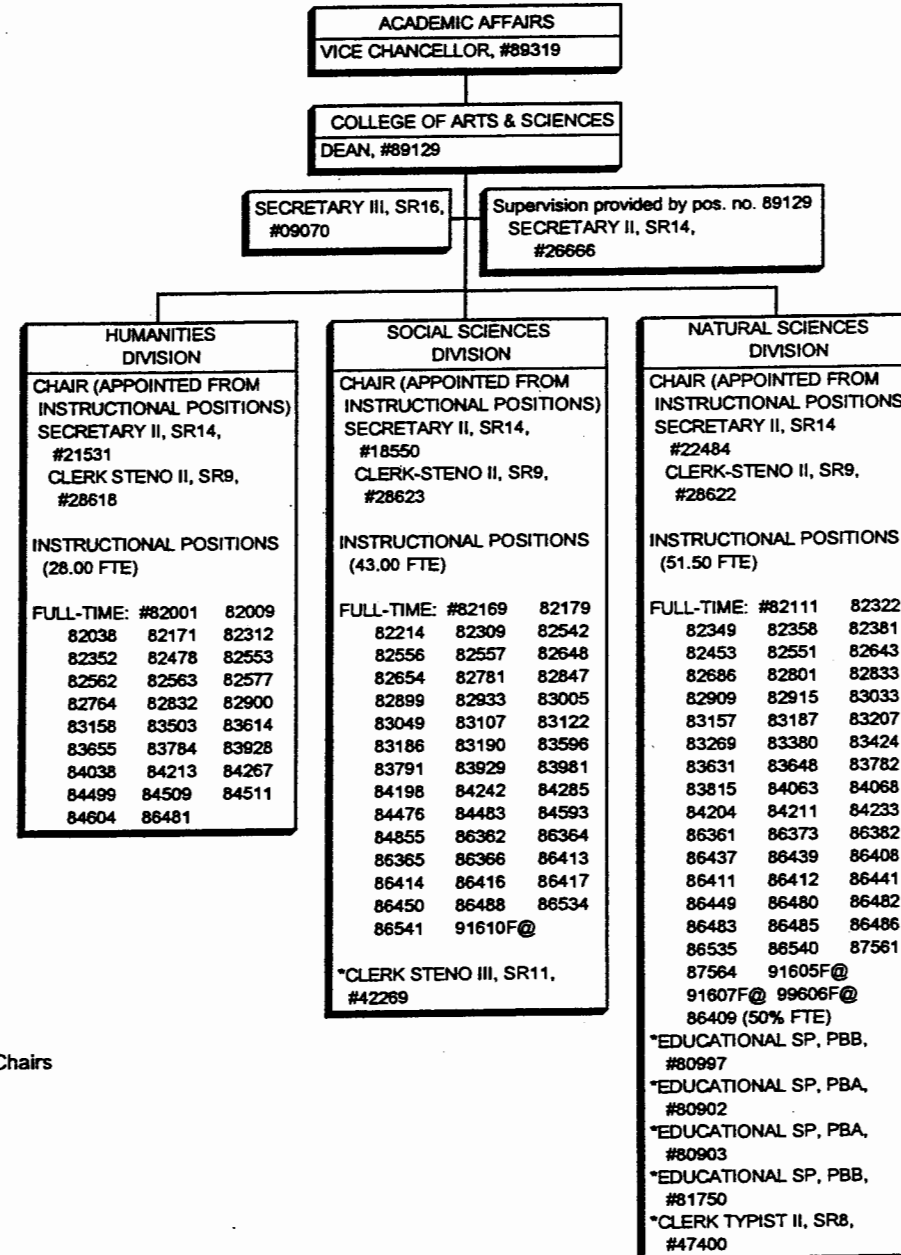 ACADEMIC AFFAIRS
VICE CHANCELLOR, #89319
COLLEGE OF ARTS & SCIENCES
DEAN, #89129
SECRETARY III, SR16,
#09070
Supervision provided by pos. no. 89129
SECRETARY II, SR14,
#26666
HUMANITIES
DIVISION
CHAIR (APPOINTED FROM
INSTRUCTIONAL POSITIONS)
SECRETARY II, SR14,
#21531
CLERK STENO II, SR9,
#28618
INSTRUCTIONAL POSITIONS
(28.00 FTE)
FULL-TIME: #82001 82009
82038 82171 82312
82352 82478 82553
82562 82563 82577
82764 82832 82900
83158 83503 83614
83655 83784 83928
84038 84213 84267
84499 84509 84511
84604 86481
SOCIAL SCIENCES
DIVISION
CHAIR (APPOINTED FROM
INSTRUCTIONAL POSITIONS)
SECRETARY II, SR14,
#18550
CLERK-STENO II, SR9,
#28623
INSTRUCTIONAL POSITIONS
(43.00 FTE)
FULL-TIME: #82169 82179
82214 82309 82542
82556 82557 82648
82654 82781 82847
82899 82933 83005
83049 83107 83122
83186 83190 83596
83791 83929 83981
84198 84242 84285
84476 84483 84593
84855 86362 86364
86365 86366 86413
86414 86416 86417
86450 86488 86534
86541 91610F@
*CLERK STENO III, SR11,
#42269
NATURAL SCIENCES
DIVISION
CHAIR (APPOINTED FROM
INSTRUCTIONAL POSITIONS
SECRETARY II, SR14
#22484
CLERK-STENO II, SR9,
#28622
INSTRUCTIONAL POSITIONS
(51.50 FTE)
FULL-TIME: #82111 82322
82349 82358 82381
82453 82551 82643
82686 82801 82833
82909 82915 83033
83157 83187 83207
83269 83380 83424
83631 83648 83782
83815 84063 84068
84204 84211 84233
86361 86373 86382
86437 86439 86408
86411 86412 86441
86449 86480 86482
86483 86485 86486
86535 86540 87561
87564 91605F@
91607F@ 99606F@
86409 (50% FTE)
*EDUCATIONAL SP, PBB,
#80997
*EDUCATIONAL SP, PBA,
#80902
*EDUCATIONAL SP, PBA,
#80903
*EDUCATIONAL SP, PBB,
#81750
*CLERK TYPIST II, SR8,
#47400
Chairs